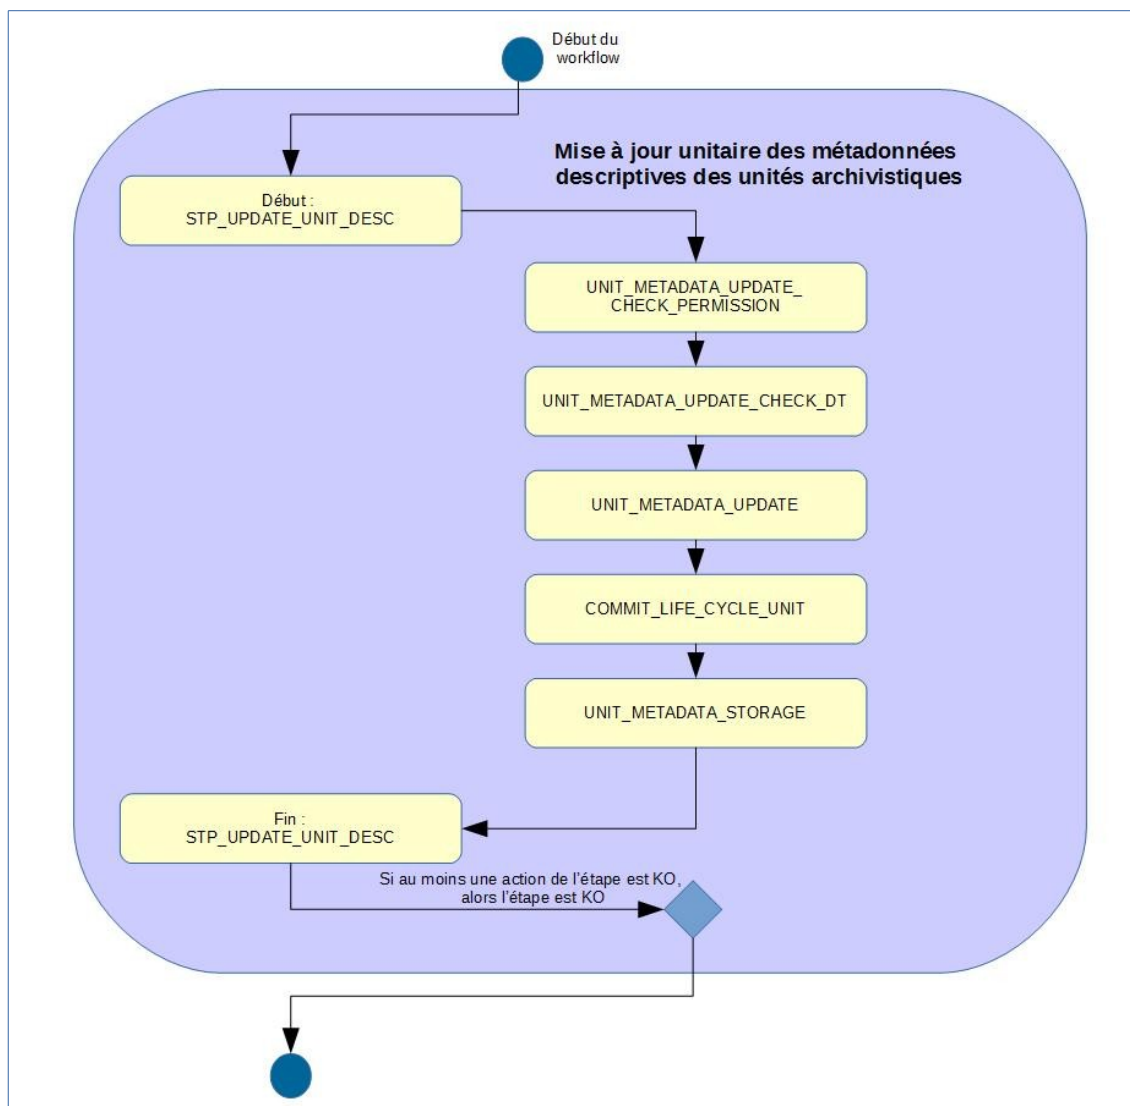 Début du
workflow
Mise à jour unitaire des métadonnées
descriptives des unités archivistiques
Début :
STP_UPDATE_UNIT_DESC
UNIT_METADATA_UPDATE_
CHECK_PERMISSION
UNIT_METADATA_UPDATE_CHECK_DT
UNIT_METADATA_UPDATE
COMMIT_LIFE_CYCLE_UNIT
UNIT_METADATA_STORAGE
Fin :
STP_UPDATE_UNIT_DESC
Si au moins une action de l'étape est KO,
alors l'étape est KO